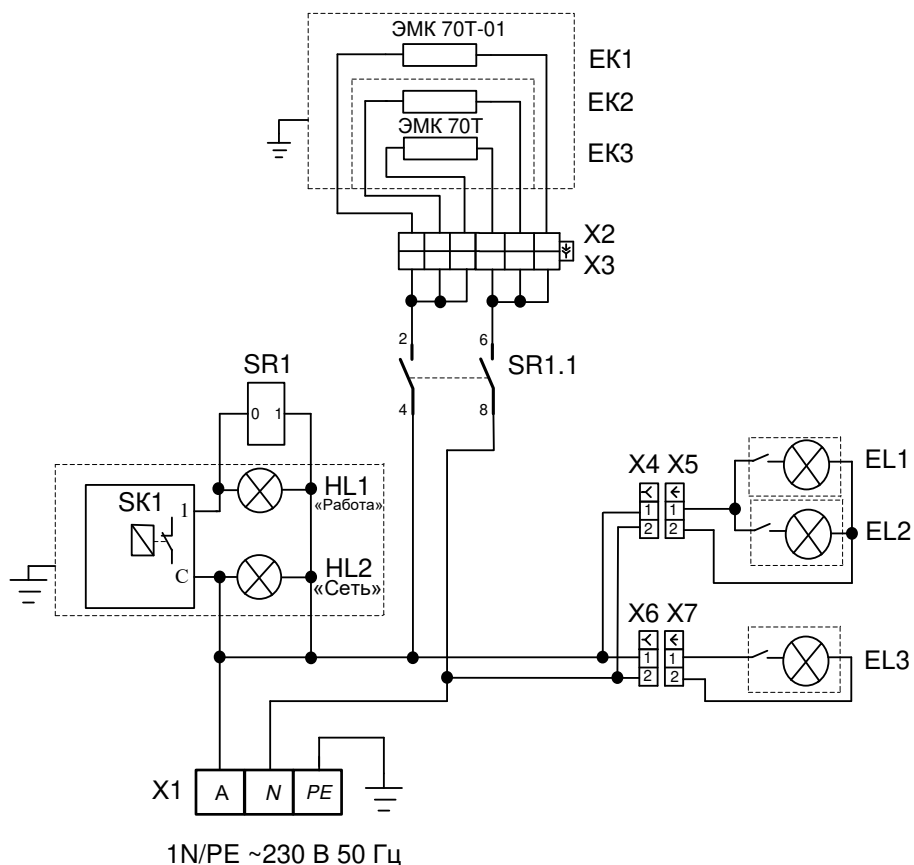 ЭМК 70Т-01
ЕК1
ЕК2
ЭМК 70Т
ЕК3
X2
X3
2
6
SR1
SR1.1
0 1
4
8
X4 X5
EL1
SK1
1
HL1
«Работа»
1 1
2 2
EL2
C
HL2
«Сеть»
X6 X7
1 1
2 2
EL3
X1
A N PE
1N/PE ~230 В 50 Гц